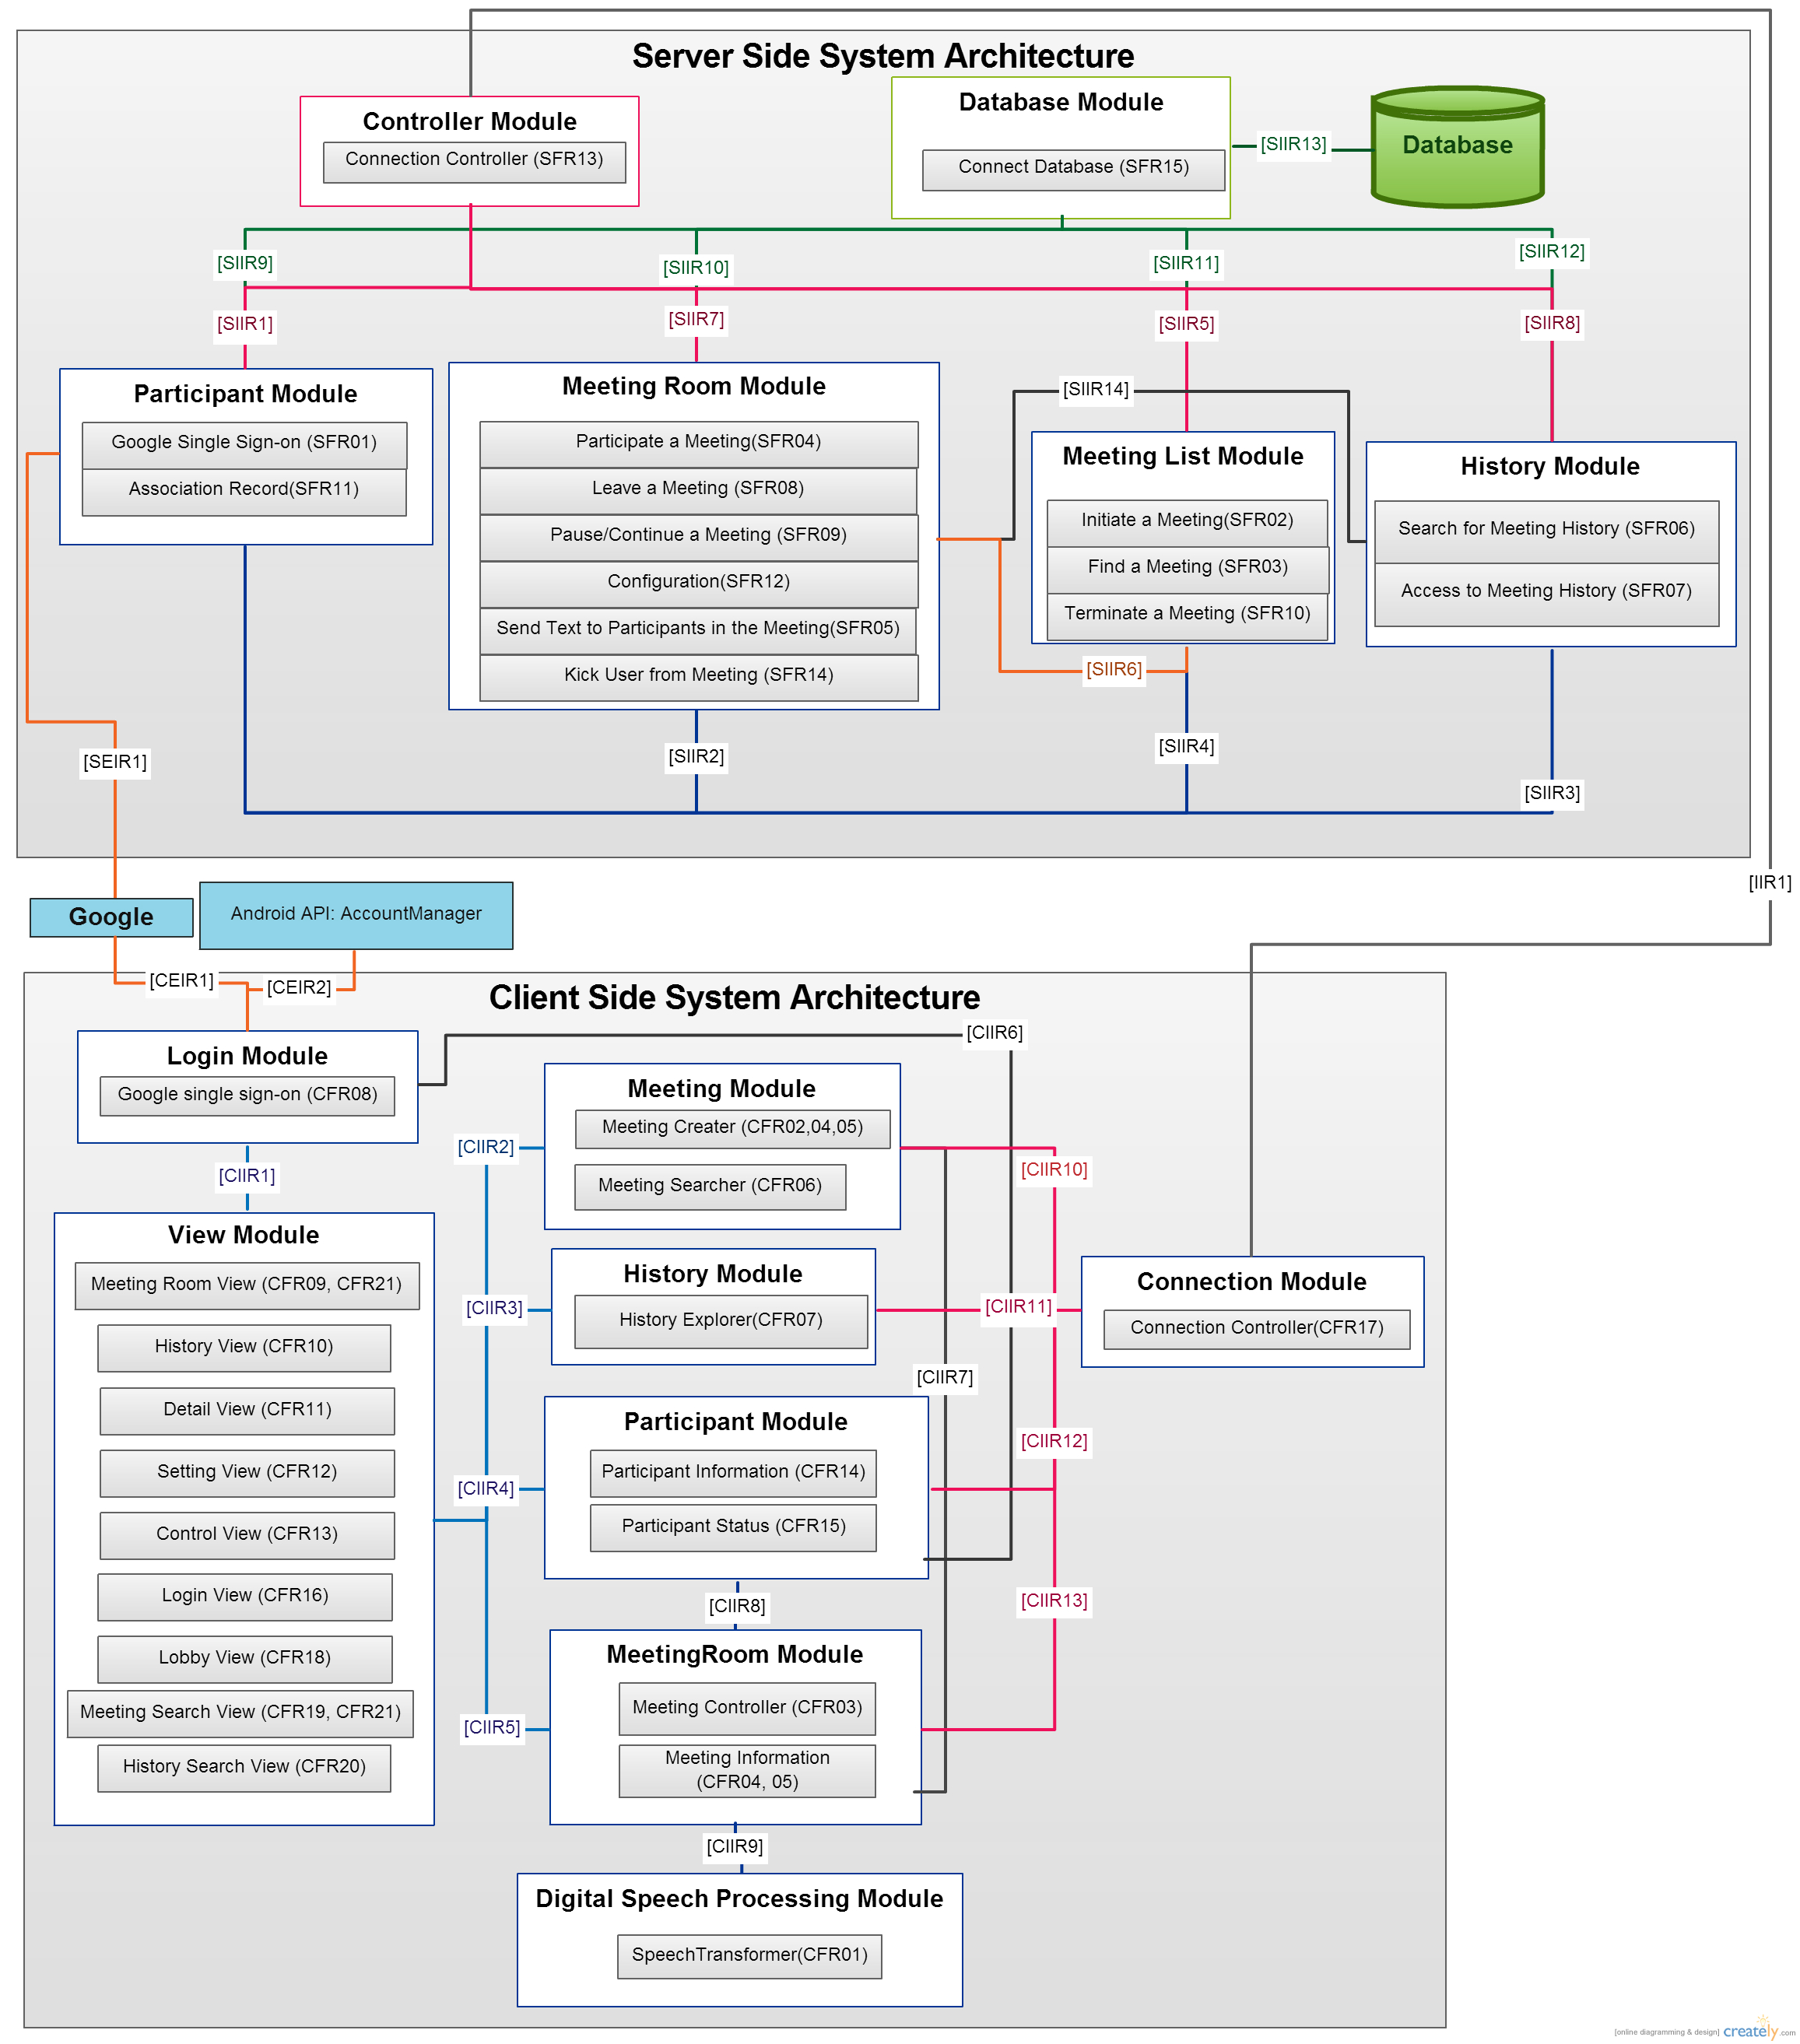 Server Side System Architecture
Controller Module
Connection Controller (SFR13)
Database Module
Connect Database (SFR15)
[SIIR13]
Database
[SIIR9]
[SIIR10]
[SIIR11]
[SIIR12]
[SIIR1]
[SIIR7]
[SIIR5]
[SIIR8]
Participant Module
Google Single Sign-on (SFR01)
Association Record(SFR11)
Meeting Room Module
Participate a Meeting(SFR04)
Leave a Meeting (SFR08)
Pause/Continue a Meeting (SFR09)
Configuration(SFR12)
Send Text to Participants in the Meeting(SFR05)
Kick User from Meeting (SFR14)
[SIIR14]
Meeting List Module
Initiate a Meeting(SFR02)
Find a Meeting (SFR03)
Terminate a Meeting (SFR10)
History Module
Search for Meeting History (SFR06)
Access to Meeting History (SFR07)
[SIIR6]
[SEIR1]
[SIIR2]
[SIIR4]
[SIIR3]
[IIR1]
Google
Android API: AccountManager
[CEIR1]
[CEIR2]
Client Side System Architecture
Login Module
Google single sign-on (CFR08)
[CIIR6]
[CIIR1]
View Module
Meeting Room View (CFR09, CFR21)
History View (CFR10)
Detail View (CFR11)
Setting View (CFR12)
Control View (CFR13)
Login View (CFR16)
Lobby View (CFR18)
Meeting Search View (CFR19, CFR21)
History Search View (CFR20)
[CIIR2]
[CIIR3]
[CIIR4]
[CIIR5]
Meeting Module
Meeting Creater (CFR02,04,05)
Meeting Searcher (CFR06)
History Module
History Explorer(CFR07)
Participant Module
Participant Information (CFR14)
Participant Status (CFR15)
[CIIR8]
MeetingRoom Module
Meeting Controller (CFR03)
Meeting Information
(CFR04, 05)
[CIIR9]
Digital Speech Processing Module
SpeechTransformer(CFR01)
[CIIR10]
[CIIR11]
[CIIR7]
[CIIR12]
[CIIR13]
Connection Module
Connection Controller(CFR17)
[online diagramming & design] creately.com